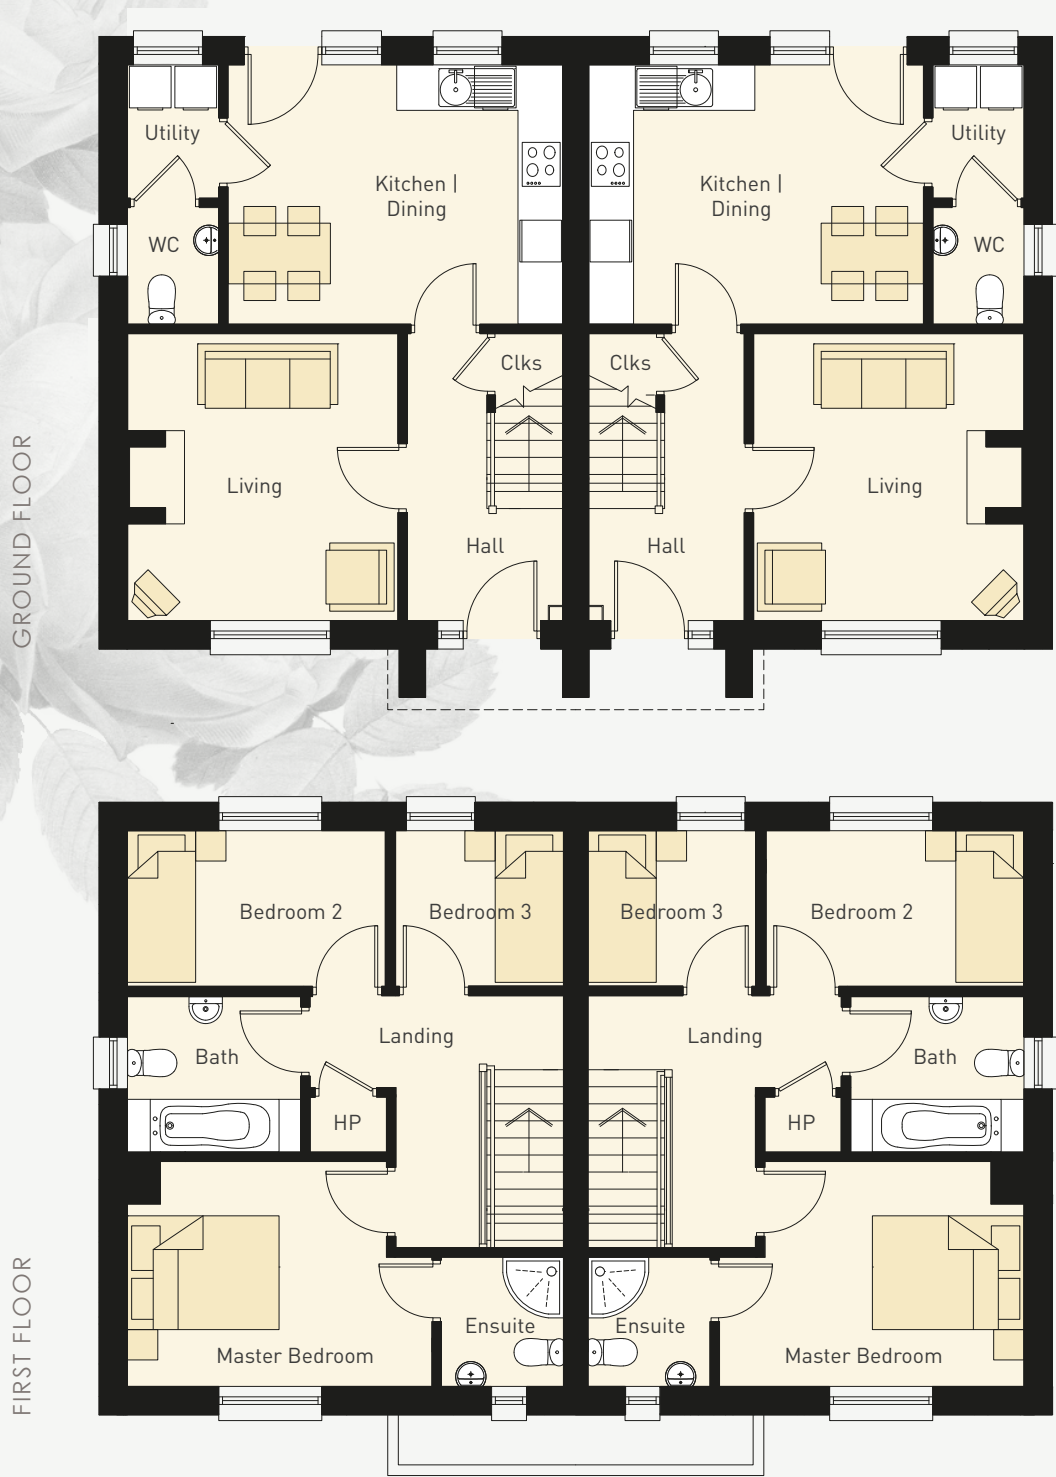 GROUND FLOOR
Utility
Utility
Kitchen |
Dining
Kitchen |
Dining
WC
WC
Clks
Clks
Living
Living
Hall
Hall
FIRST FLOOR
Bedroom 2
Bedroom 3
Bedroom 3
Bedroom 2
Landing
Landing
Bath
Bath
HP
HP
Ensuite
Ensuite
Master Bedroom
Master Bedroom